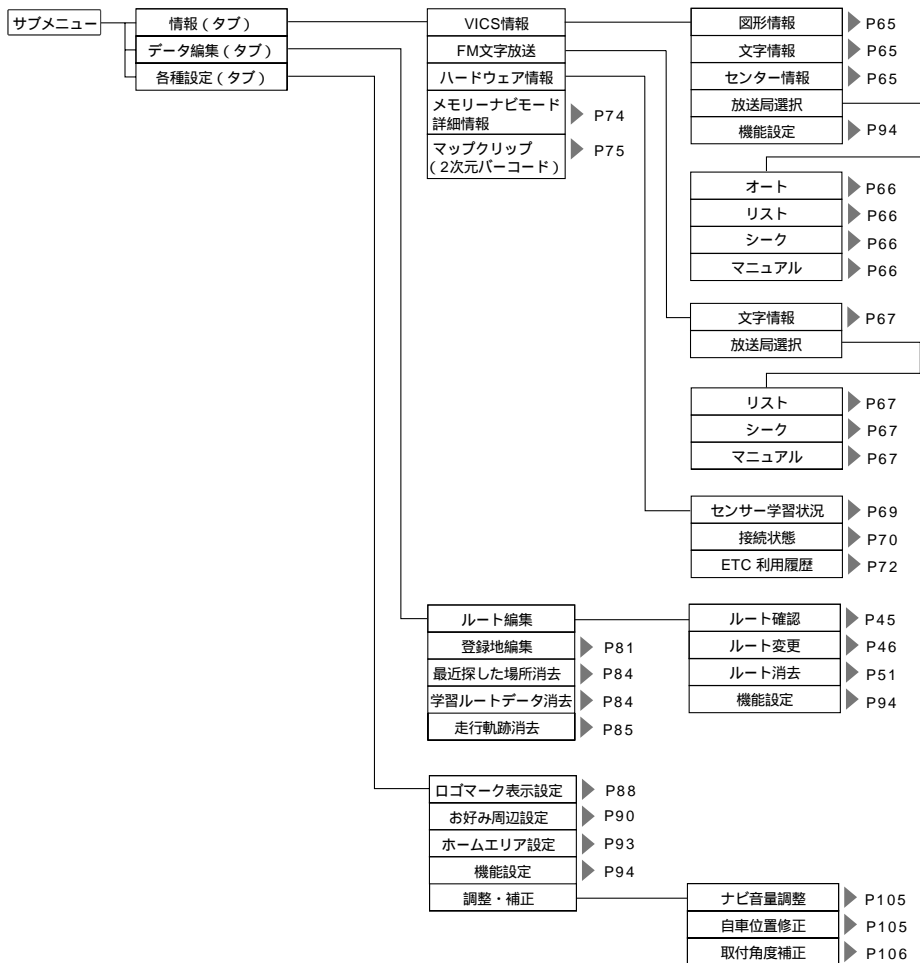 サブメニュー
情報（タブ）
データ編集（タブ）
各種設定（タブ）
VICS情報
FM文字放送
ハードウェア情報
メモリーナビモード
詳細情報
P74
マップクリップ
（2次元バーコード）
P75
図形情報
P65
文字情報
P65
センター情報
P65
放送局選択
機能設定
P94
オート
P66
リスト
P66
シーク
P66
マニュアル
P66
文字情報
P67
放送局選択
リスト
P67
シーク
P67
マニュアル
P67
センサー学習状況
P69
接続状態
P70
ETC 利用履歴
P72
ルート編集
登録地編集
P81
最近探した場所消去
P84
学習ルートデータ消去
P84
走行軌跡消去
P85
ルート確認
P45
ルート変更
P46
ルート消去
P51
機能設定
P94
ロゴマーク表示設定
P88
お好み周辺設定
P90
ホームエリア設定
P93
機能設定
P94
調整・補正
ナビ音量調整
P105
自車位置修正
P105
取付角度補正
P106